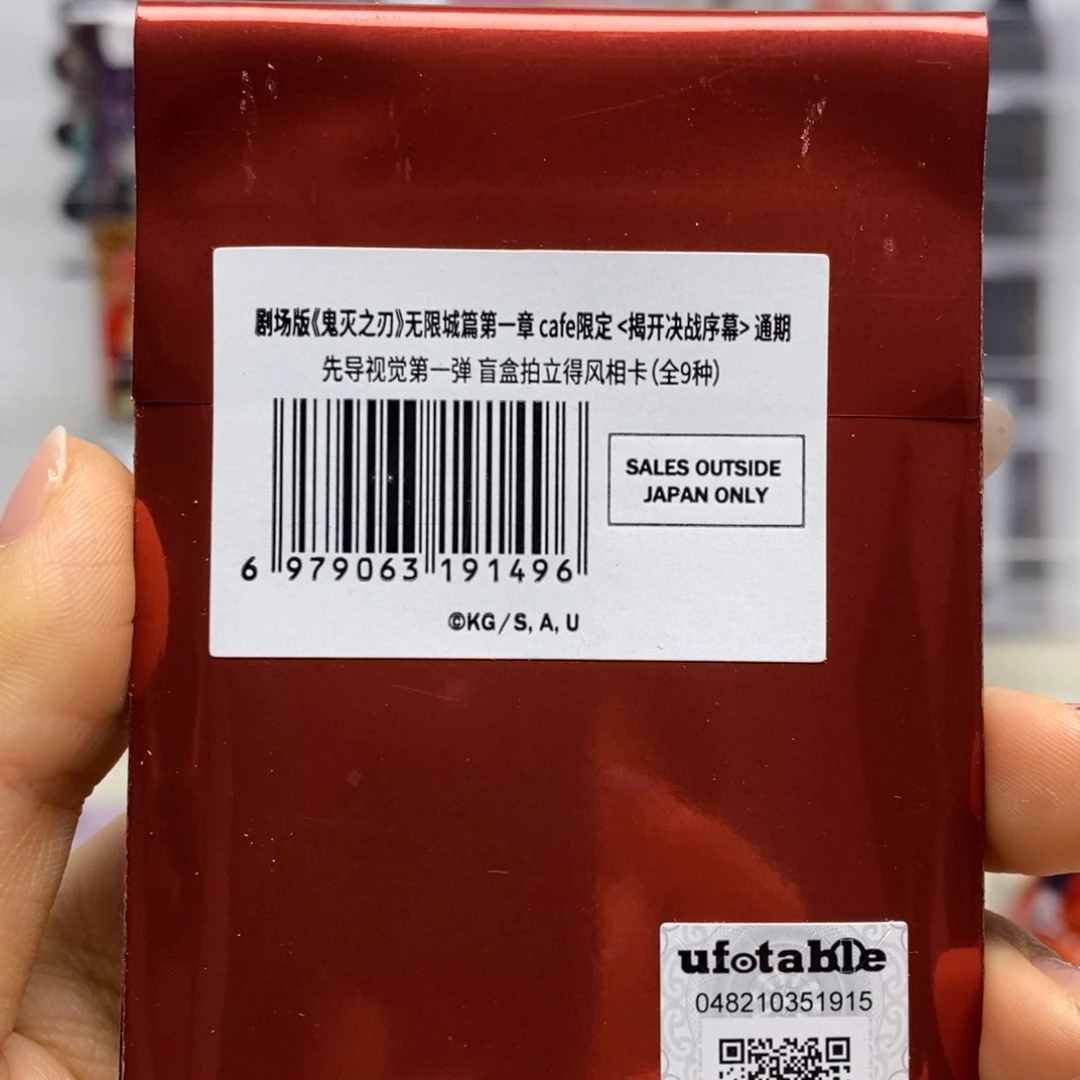 剧场版《鬼灭之刃》无限城篇第一章 cafe限定 <揭开决战序幕> 通期
先导视觉第一弹 盲盒拍立得风相卡 (全9种)
SALES OUTSIDE
JAPAN ONLY
6 979063 191496
©KG/S, A, U
ufotable
048210351915